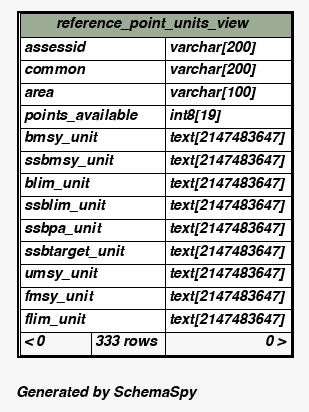 reference_point_units_view
assessid varchar[200]
common varchar[200]
area varchar[100]
points_available int8[19]
bmsy_unit text[2147483647]
ssbmsy_unit text[2147483647]
blim_unit text[2147483647]
ssblim_unit text[2147483647]
ssbpa_unit text[2147483647]
ssbtarget_unit text[2147483647]
umsy_unit text[2147483647]
fmsy_unit text[2147483647]
flim_unit text[2147483647]
< 0 333 rows 0 >
Generated by SchemaSpy